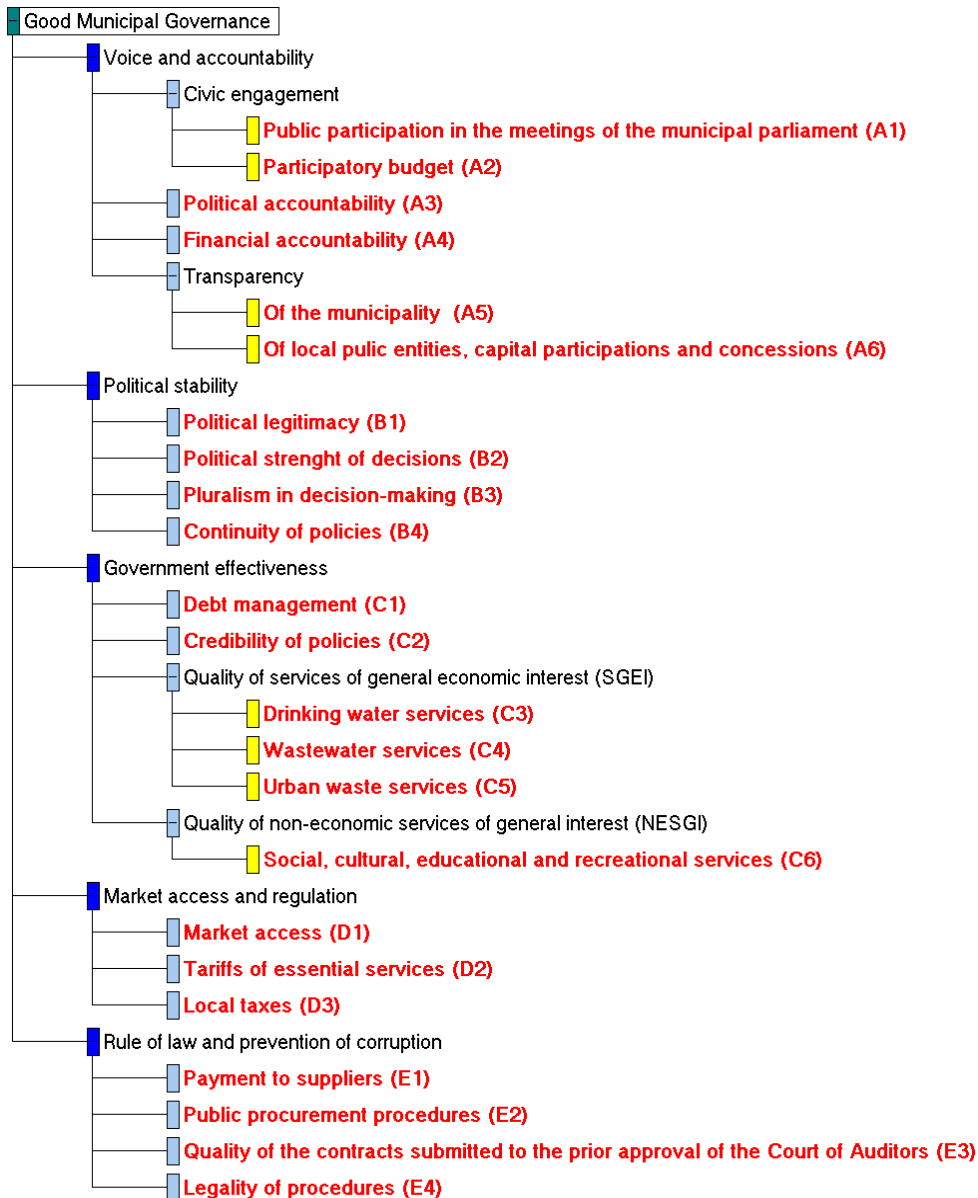 Good Municipal Governance
Voice and accountability
Civic engagement
Public participation in the meetings of the municipal parliament (A1)
Participatory budget (A2)
Political accountability (A3)
Financial accountability (A4)
Transparency
Of the municipality (A5)
Of local pulic entities, capital participations and concessions (A6)
Political stability
Political legitimacy (B1)
Political strenght of decisions (B2)
Pluralism in decision-making (B3)
Continuity of policies (B4)
Government effectiveness
Debt management (C1)
Credibility of policies (C2)
Quality of services of general economic interest (SGEI)
Drinking water services (C3)
Wastewater services (C4)
Urban waste services (C5)
Quality of non-economic services of general interest (NESGI)
Social, cultural, educational and recreational services (C6)
Market access and regulation
Market access (D1)
Tariffs of essential services (D2)
Local taxes (D3)
Rule of law and prevention of corruption
Payment to suppliers (E1)
Public procurement procedures (E2)
Quality of the contracts submitted to the prior approval of the Court of Auditors (E3)
Legality of procedures (E4)